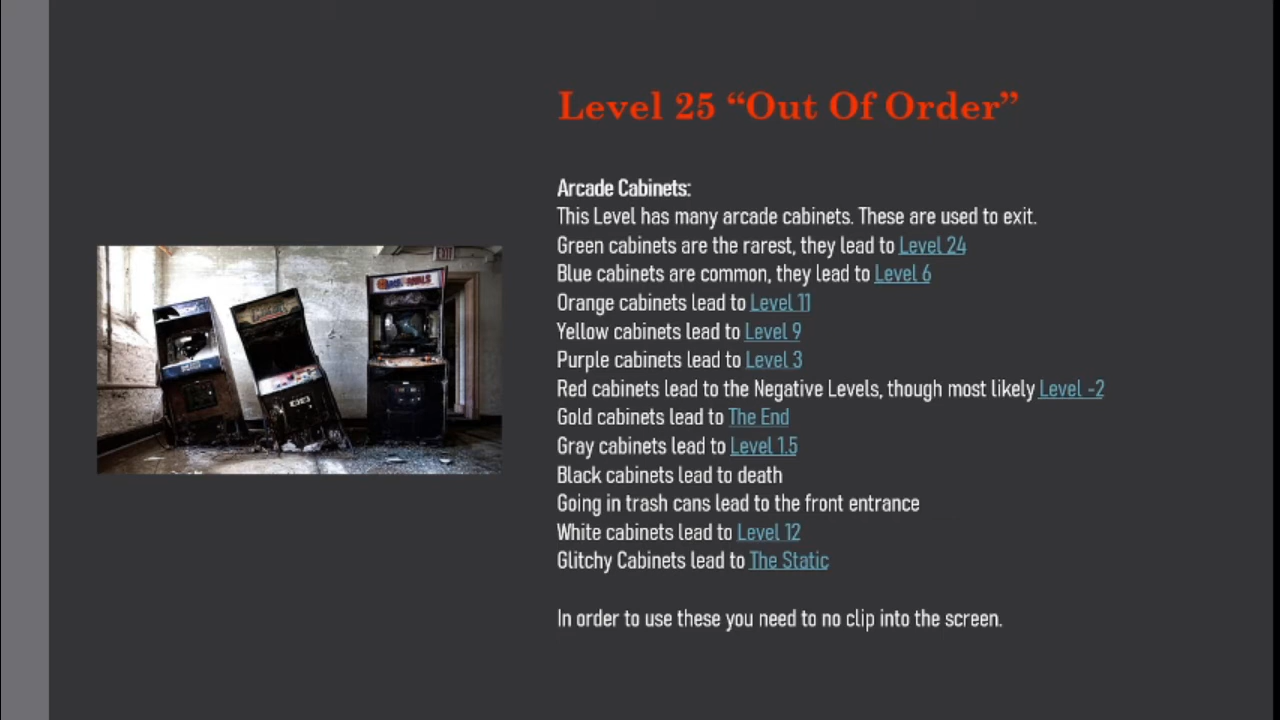 Level 25 “Out Of Order”
Arcade Cabinets:
This Level has many arcade cabinets. These are used to exit.
Green cabinets are the rarest, they lead to Level 24
Blue cabinets are common, they lead to Level 6
Orange cabinets lead to Level 11
Yellow cabinets lead to Level 9
Purple cabinets lead to Level 3
Red cabinets lead to the Negative Levels, though most likely Level -2
Gold cabinets lead to The End
Gray cabinets lead to Level 1.5
Black cabinets lead to death
Going in trash cans lead to the front entrance
White cabinets lead to Level 12
Glitchy Cabinets lead to The Static
In order to use these you need to no clip into the screen.
EXIT